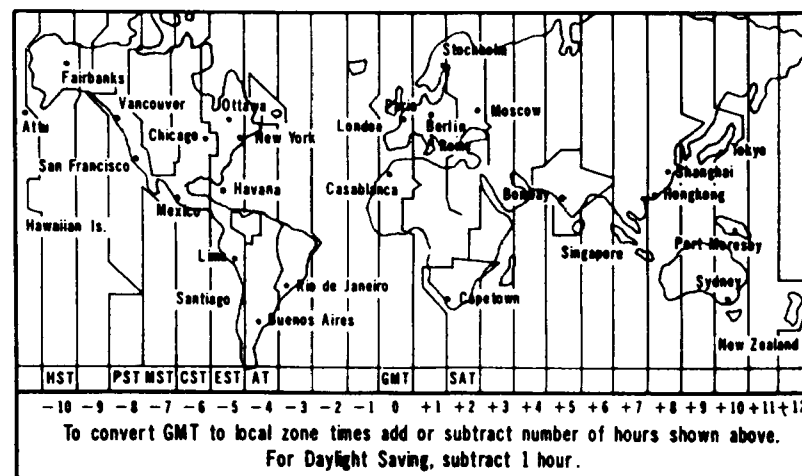 Stockholm
Fairbanks
Vancouver
Ottawa
Paris
Moscow
Attu
Chicago
New York
London
Berlin
Rome
Tokyo
San Francisco
Shanghai
Havana
Casablanca
Bombay
Hongkong
Mexico
Hawaiian Is.
Singapore
Port Moresby
Lima
Santiago
Rio de Janeiro
Capetown
Sydney
Buenos Aires
New Zealand
HST PST MST CST EST AT GMT SAT
-10 -9 -8 -7 -6 -5 -4 -3 -2 -1 0 +1 +2 +3 +4 +5 +6 +7 +8 +9 +10 +11 +12
To convert GMT to local zone times add or subtract number of hours shown above.
For Daylight Saving, subtract 1 hour.